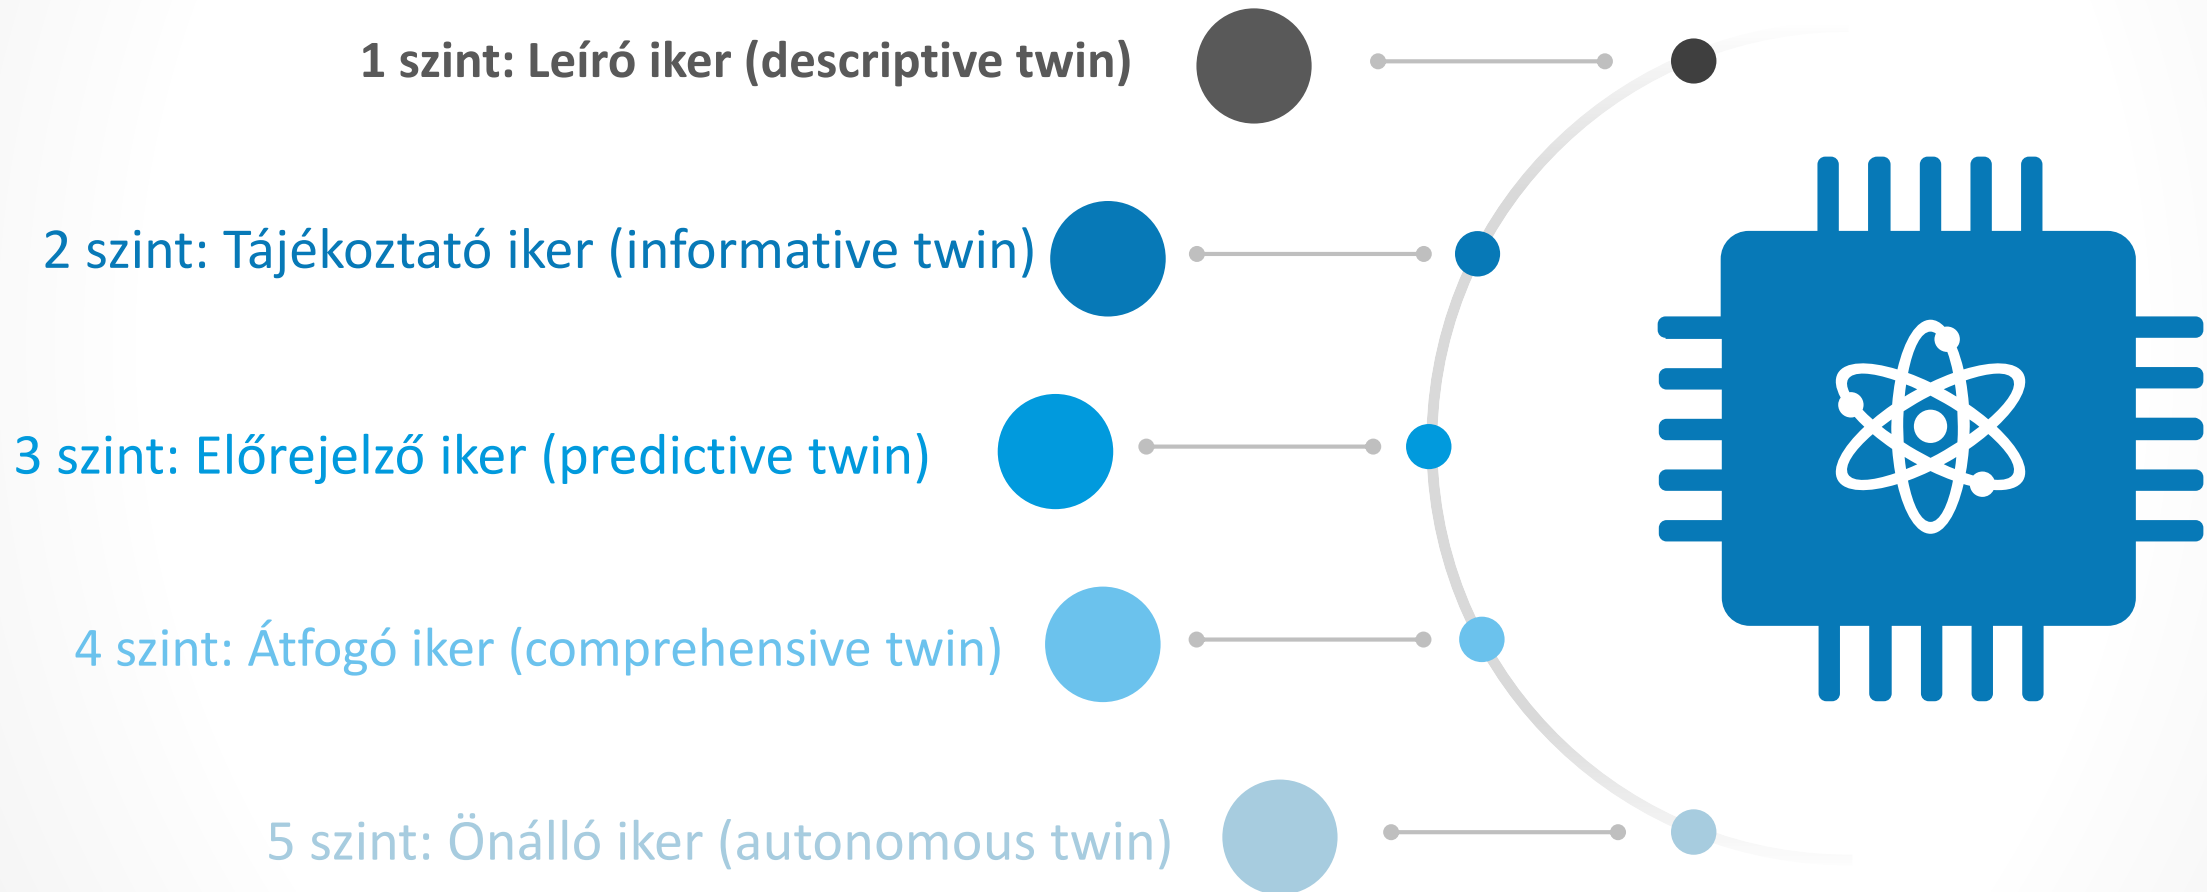 1 szint: Leíró iker (descriptive twin)
2 szint: Tájékoztató iker (informative twin)
3 szint: Előrejelző iker (predictive twin)
4 szint: Átfogó iker (comprehensive twin)
5 szint: Önálló iker (autonomous twin)